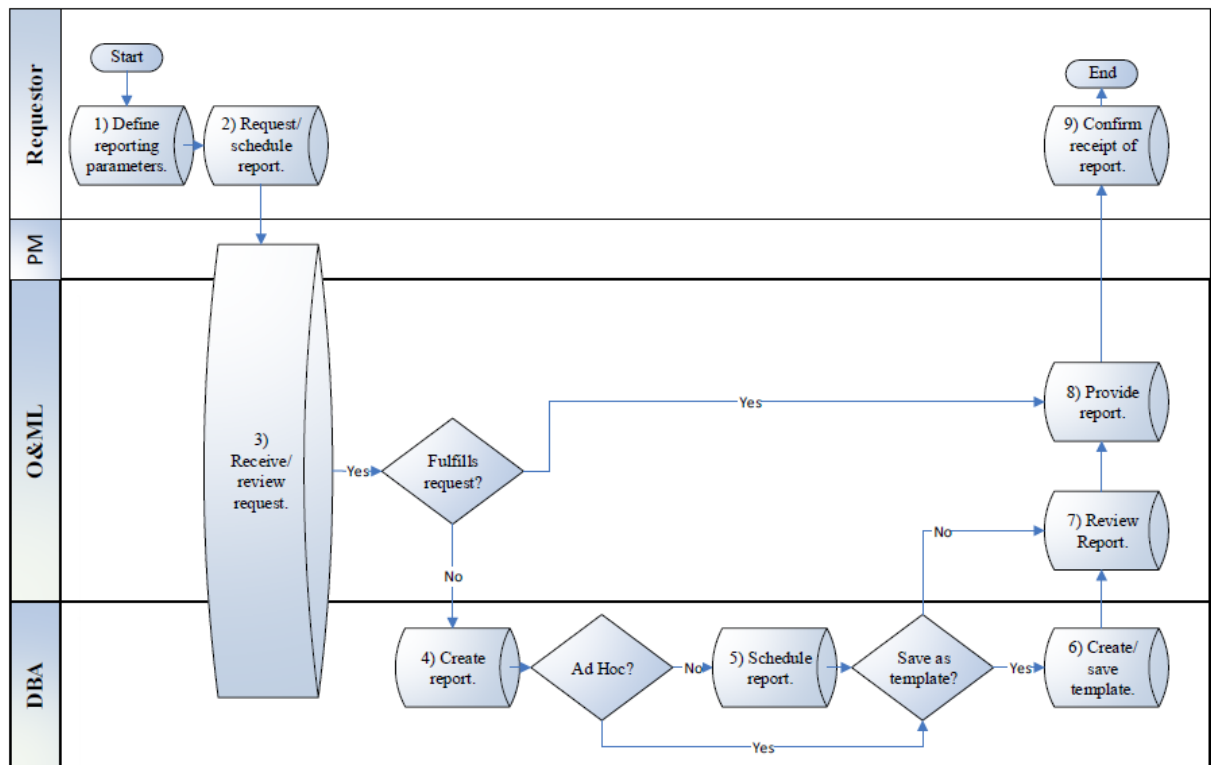 Requestor
Start
1) Define
reporting
parameters.
2) Request/
schedule
report.
End
9) Confirm
receipt of
report.
PM
O&ML
3)
Receive/
review
request.
Yes
Fulfills
request?
Yes
8) Provide
report.
No
No
7) Review
Report.
DBA
4) Create
report.
Ad Hoc?
No
5) Schedule
report.
Save as
template?
Yes
6) Create/
save
template.
Yes